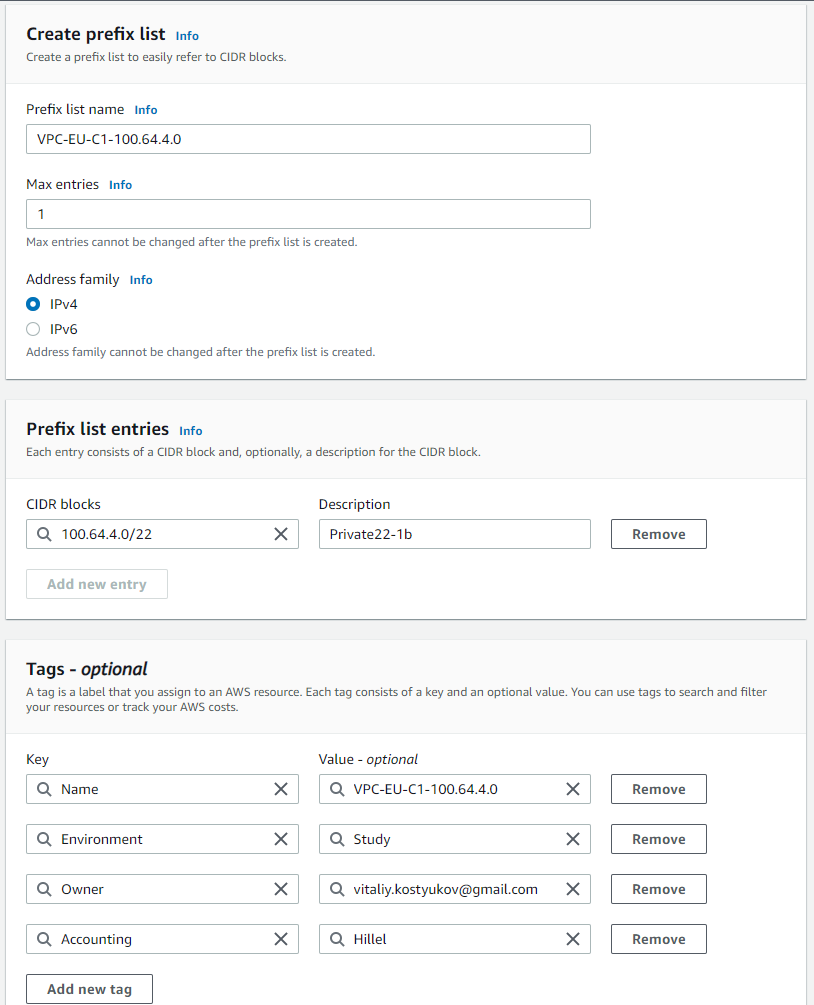 Create prefix list Info
Create a prefix list to easily refer to CIDR blocks.
Prefix list name Info
VPC-EU-C1-100.64.4.0
Max entries Info
1
Max entries cannot be changed after the prefix list is created.
Address family Info
IPv4
IPv6
Address family cannot be changed after the prefix list is created.
Prefix list entries Info
Each entry consists of a CIDR block and, optionally, a description for the CIDR block.
CIDR blocks Description
100.64.4.0/22 Private22-1b Remove
Add new entry
Tags - optional
A tag is a label that you assign to an AWS resource. Each tag consists of a key and an optional value. You can use tags to search and filter
your resources or track your AWS costs.
Key Value - optional
Name VPC-EU-C1-100.64.4.0 Remove
Environment Study Remove
Owner vitaliy.kostyukov@gmail.com Remove
Accounting Hillel Remove
Add new tag